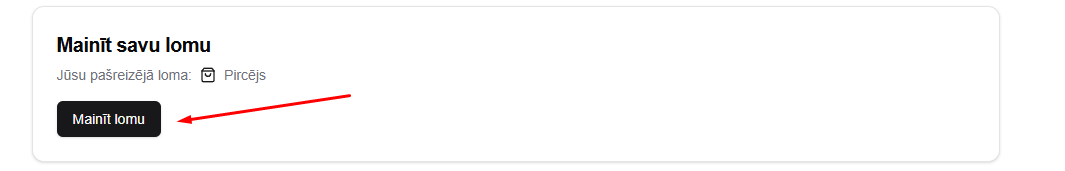 Mainīt savu lomu
Jūsu pašreizējā loma: Pircējs
Mainīt lomu